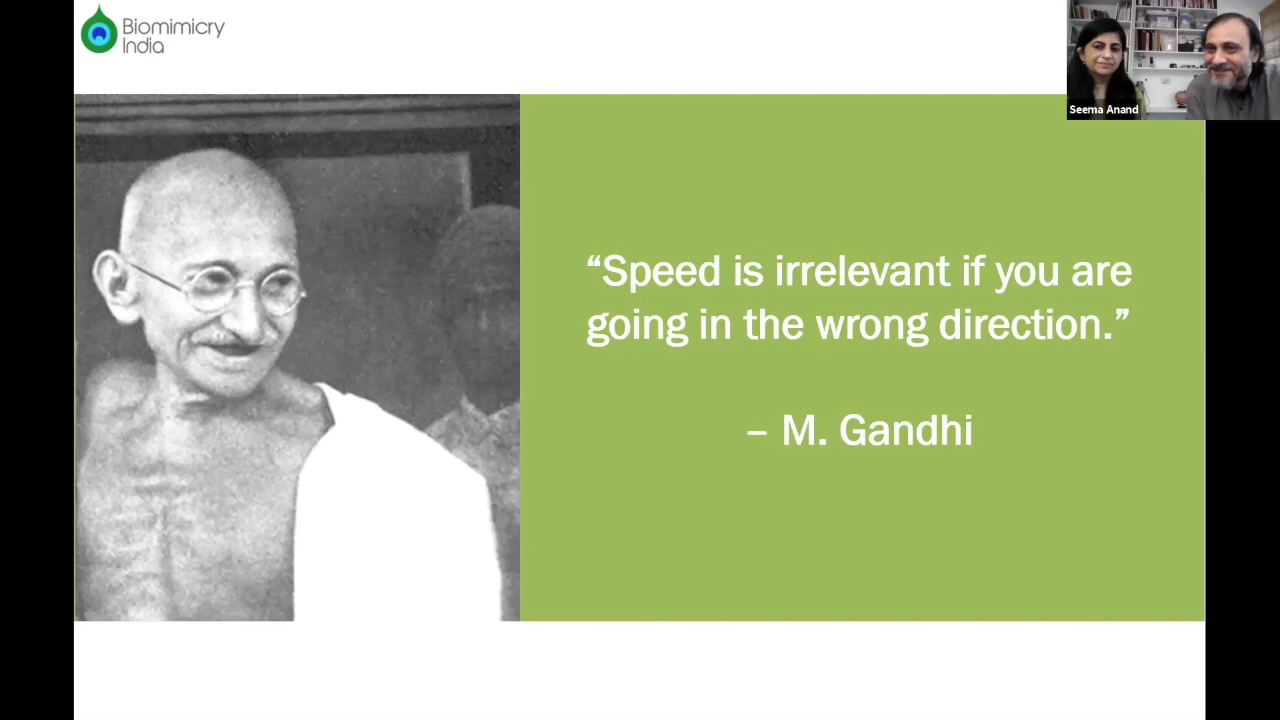 Biomimicry
India
Seema Anand
“Speed is irrelevant if you are
going in the wrong direction.”
– M. Gandhi